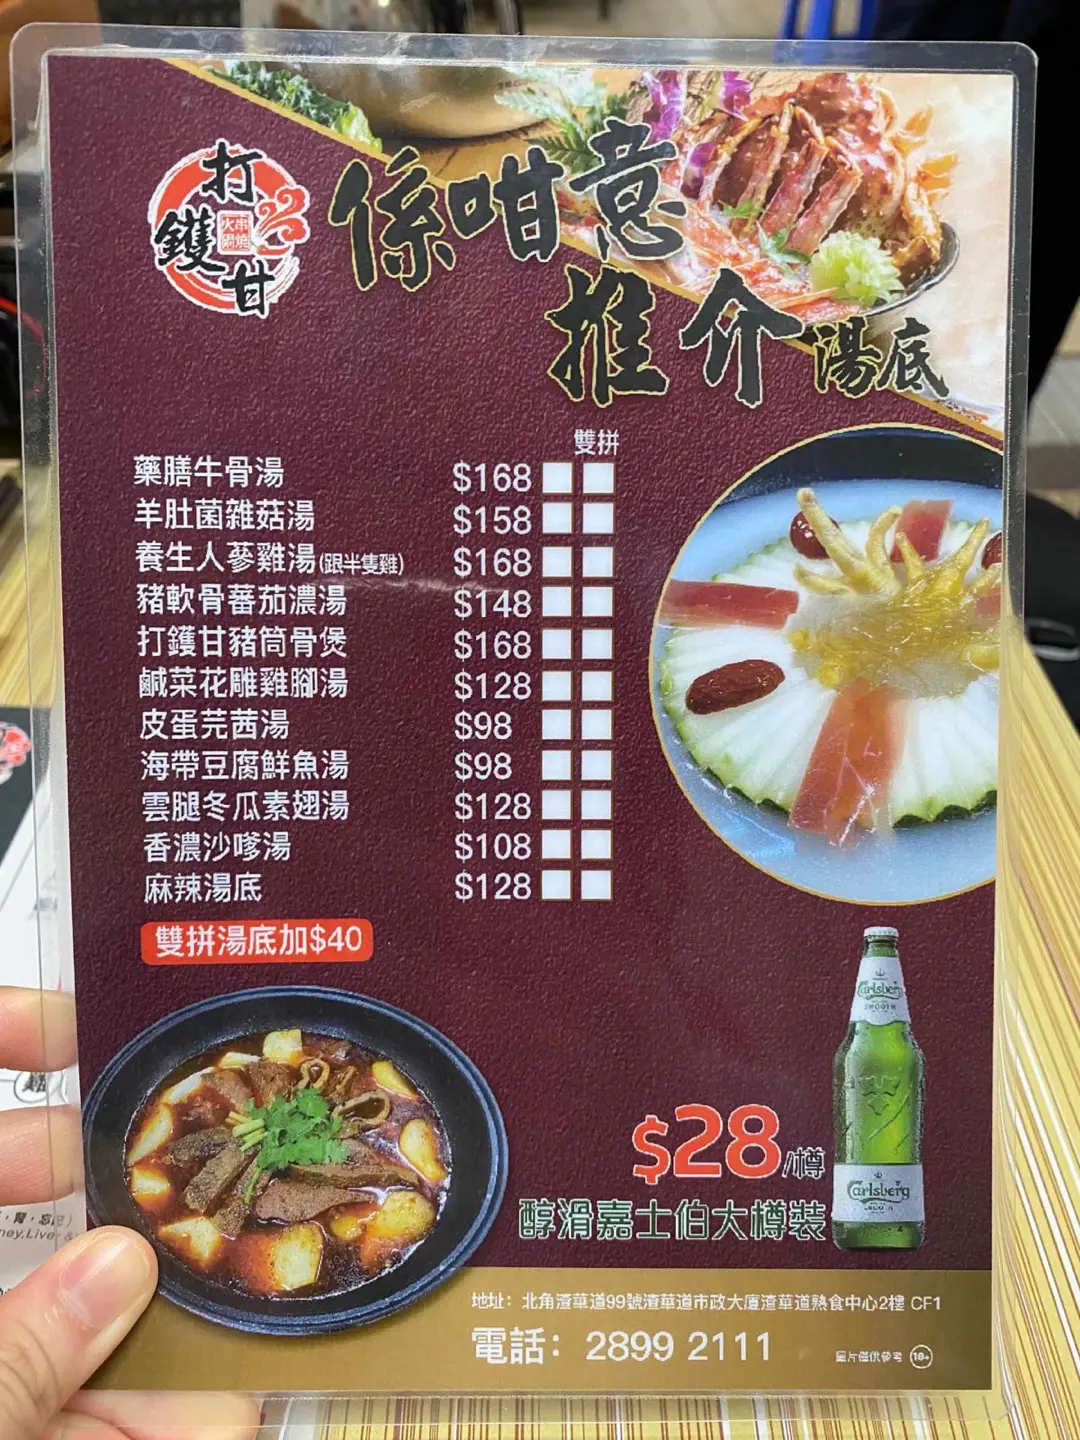 打鑊甘
火鍋
串燒
係咁意
推介湯底
雙拼
藥膳牛骨湯 $168
羊肚菌雜菇湯 $158
養生人蔘雞湯(跟半隻雞) $168
豬軟骨蕃茄濃湯 $148
打鑊甘豬筒骨煲 $168
鹹菜花雕雞腳湯 $128
皮蛋芫茜湯 $98
海帶豆腐鮮魚湯 $98
雲腿冬瓜素翅湯 $128
香濃沙嗲湯 $108
麻辣湯底 $128
雙拼湯底加$40
Carlsberg
SMOOTH
Carlsberg
$28/樽
醇滑嘉士伯大樽裝
地址：北角渣華道99號渣華道市政大廈渣華道熟食中心2樓 CF1
電話：2899 2111
圖片僅供參考 18+
ney,Liver